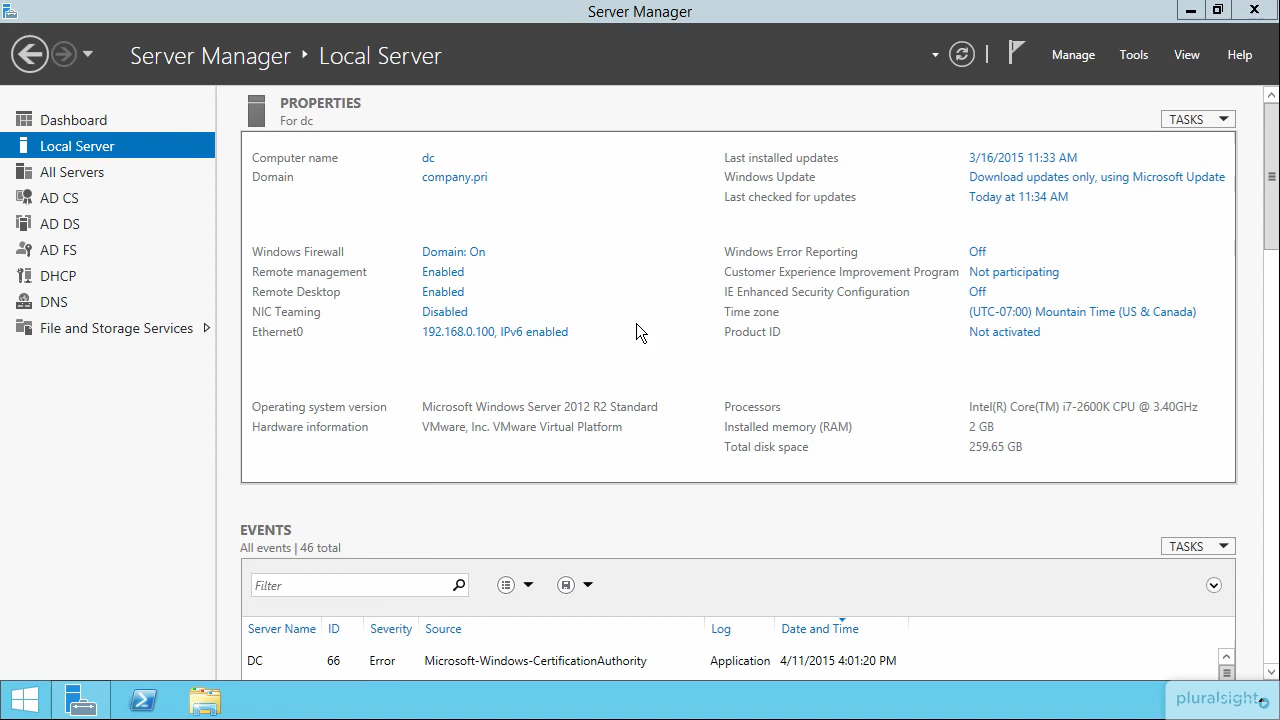 Server Manager
Server Manager ‣ Local Server
Manage Tools View Help
Dashboard
Local Server
All Servers
AD CS
AD DS
AD FS
DHCP
DNS
File and Storage Services
PROPERTIES
For dc
TASKS
Computer name dc
Domain company.pri
Last installed updates 3/16/2015 11:33 AM
Windows Update Download updates only, using Microsoft Update
Last checked for updates Today at 11:34 AM
Windows Firewall Domain: On
Remote management Enabled
Remote Desktop Enabled
NIC Teaming Disabled
Ethernet0 192.168.0.100, IPv6 enabled
Windows Error Reporting Off
Customer Experience Improvement Program Not participating
IE Enhanced Security Configuration Off
Time zone (UTC-07:00) Mountain Time (US & Canada)
Product ID Not activated
Operating system version Microsoft Windows Server 2012 R2 Standard
Hardware information VMware, Inc. VMware Virtual Platform
Processors Intel(R) Core(TM) i7-2600K CPU @ 3.40GHz
Installed memory (RAM) 2 GB
Total disk space 259.65 GB
EVENTS
All events | 46 total
TASKS
Filter
Server Name ID Severity Source Log Date and Time
DC 66 Error Microsoft-Windows-CertificationAuthority Application 4/11/2015 4:01:20 PM
pluralsight